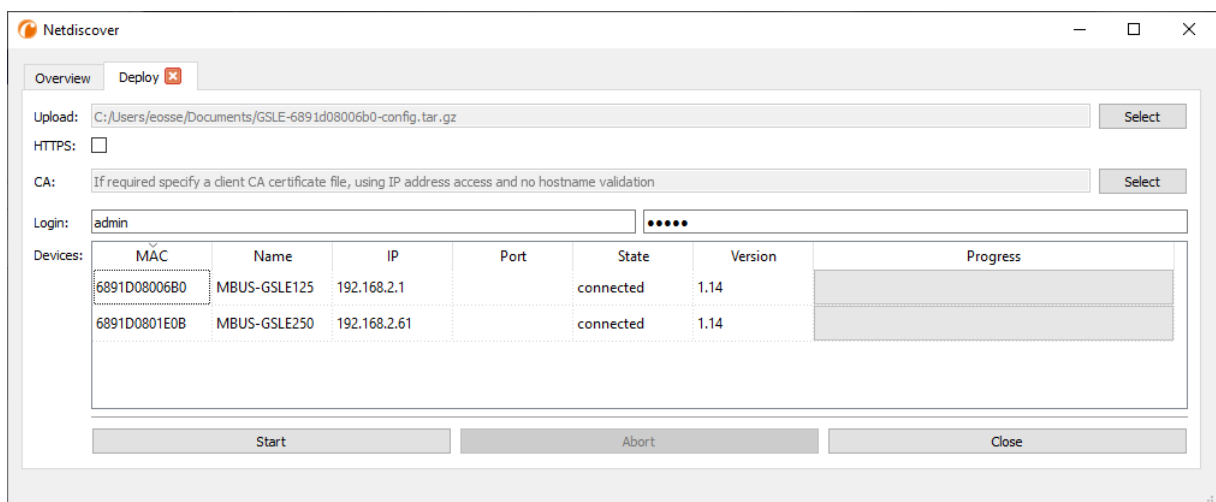 Netdiscover
Overview Deploy
Upload: C:/Users/eosse/Documents/GSLE-6891d08006b0-config.tar.gz Select
HTTPS:
CA: If required specify a client CA certificate file, using IP address access and no hostname validation Select
Login: admin •••••
Devices: MAC Name IP Port State Version Progress
6891D08006B0 MBUS-GSLE125 192.168.2.1 connected 1.14
6891D0801E0B MBUS-GSLE250 192.168.2.61 connected 1.14
Start Abort Close